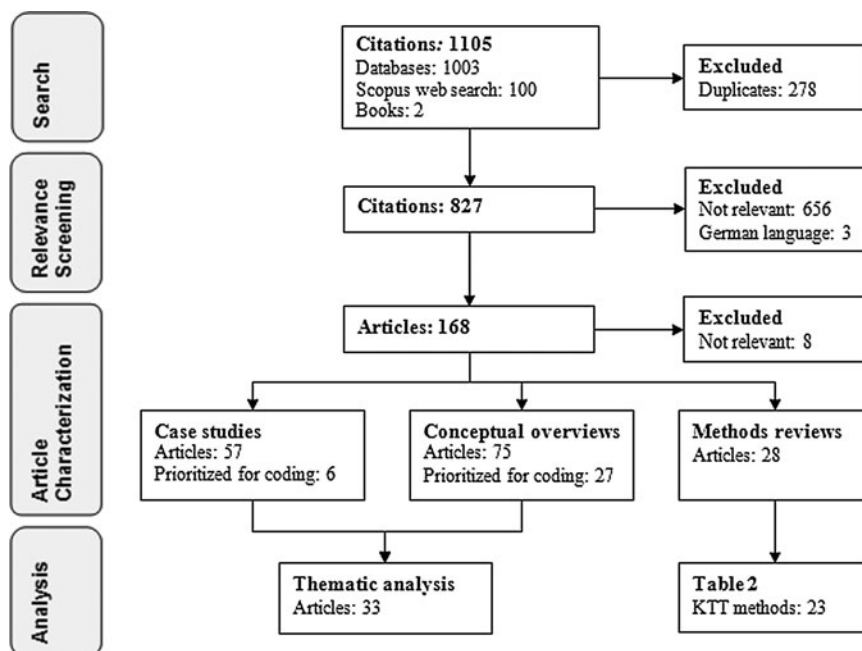 Search
Citations: 1105
Databases: 1003
Scopus web search: 100
Books: 2
Excluded
Duplicates: 278
Relevance
Screening
Citations: 827
Excluded
Not relevant: 656
German language: 3
Article
Characterization
Articles: 168
Excluded
Not relevant: 8
Case studies
Articles: 57
Prioritized for coding: 6
Conceptual overviews
Articles: 75
Prioritized for coding: 27
Methods reviews
Articles: 28
Analysis
Thematic analysis
Articles: 33
Table 2
KTT methods: 23